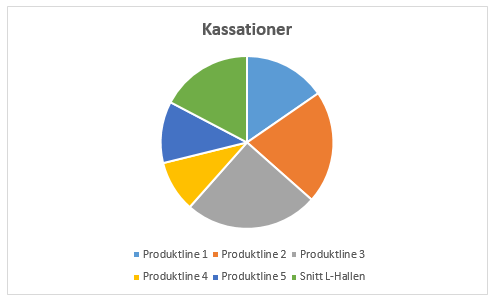 Kassationer
Produktline 1 Produktline 2 Produktline 3
Produktline 4 Produktline 5 Snitt L-Hallen